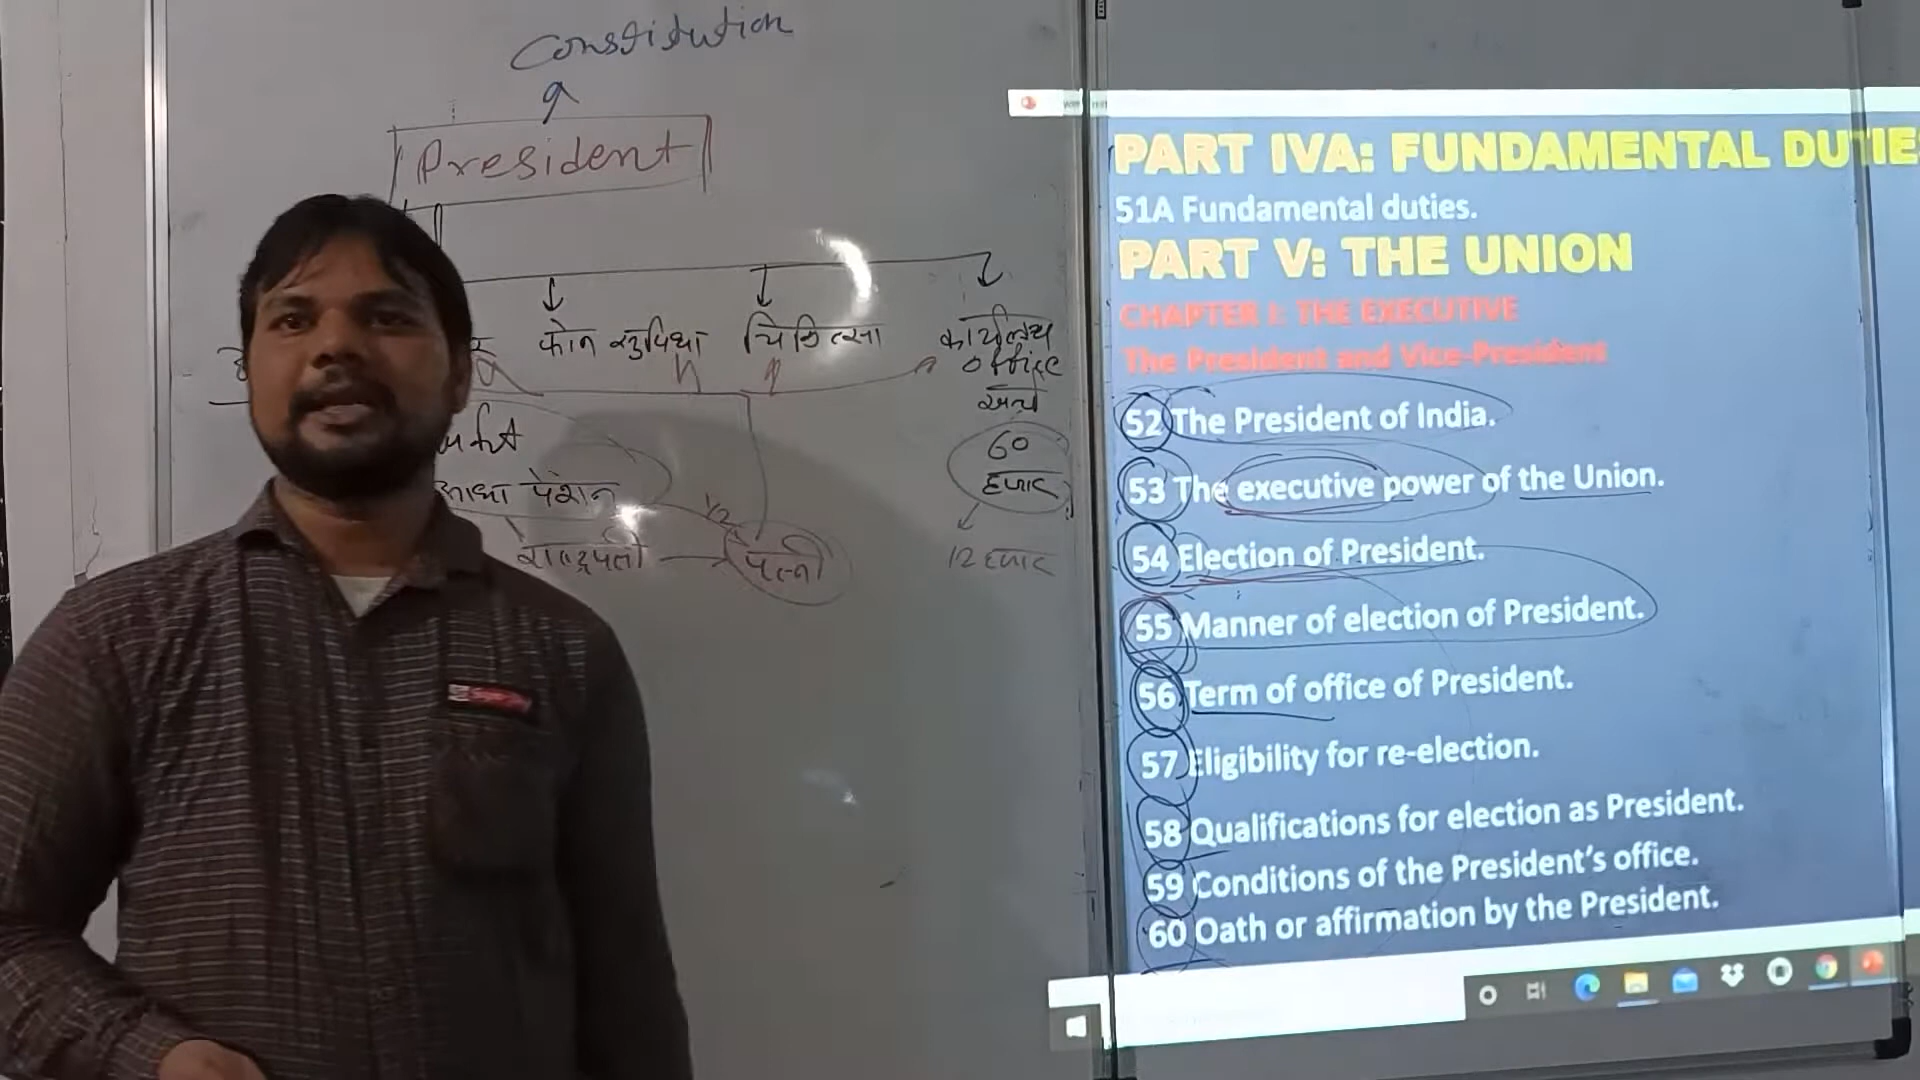 Constitution
President
फोन सुविधा
चिकित्सा
कार्यालय
office
खर्च
60
हजार
12 हजार
आधा पेंशन
1/2
राष्ट्रपती
पत्नी
PART IVA: FUNDAMENTAL DUTIE
51A Fundamental duties.
PART V: THE UNION
CHAPTER I: THE EXECUTIVE
The President and Vice-President
52 The President of India.
53 The executive power of the Union.
54 Election of President.
55 Manner of election of President.
56 Term of office of President.
57 Eligibility for re-election.
58 Qualifications for election as President.
59 Conditions of the President's office.
60 Oath or affirmation by the President.